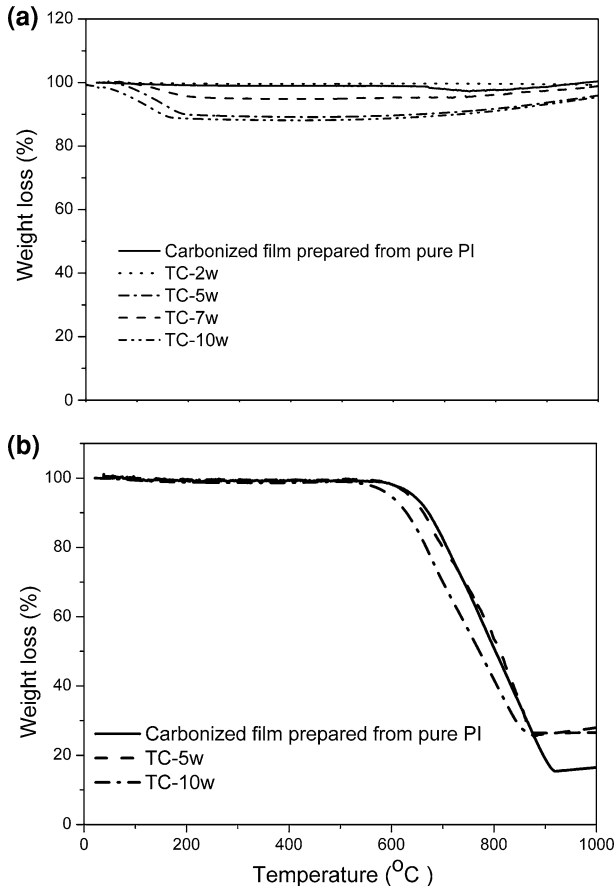 (a)
120
100
80
60
40
20
0
Weight loss (%)
Carbonized film prepared from pure PI
TC-2w
TC-5w
TC-7w
TC-10w
(b)
100
80
60
40
20
0
Weight loss (%)
Carbonized film prepared from pure PI
TC-5w
TC-10w
0 200 400 600 800 1000
Temperature (°C )